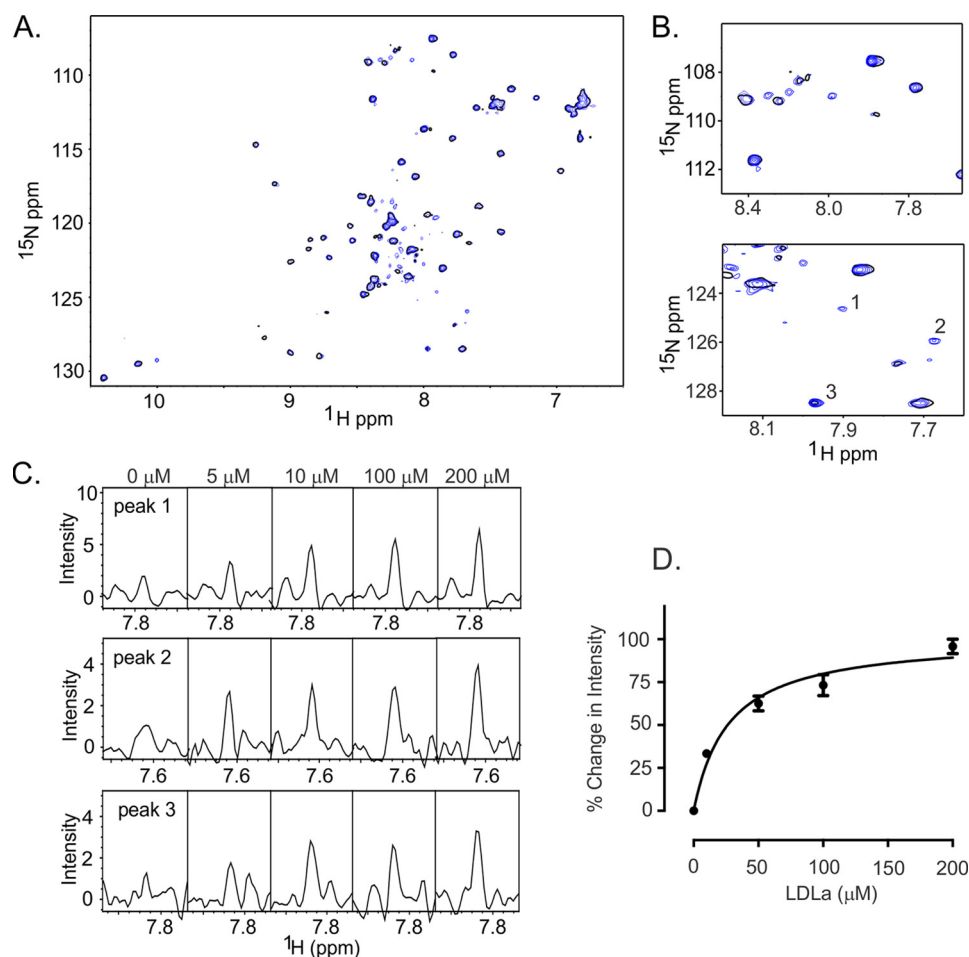 A.
15N ppm
110
115
120
125
130
10 9 8 7
1H ppm
B.
15N ppm
108
110
112
8.4 8.0 7.8
15N ppm
124
126
128
1
2
3
8.1 7.9 7.7
1H ppm
C.
0 μM 5 μM 10 μM 100 μM 200 μM
peak 1
Intensity
10
5
0
7.8 7.8 7.8 7.8 7.8
peak 2
Intensity
4
2
0
7.6 7.6 7.6 7.6 7.6
peak 3
Intensity
4
2
0
7.8 7.8 7.8 7.8 7.8
1H (ppm)
D.
% Change in Intensity
100
75
50
25
0
0 50 100 150 200
LDLa (μM)